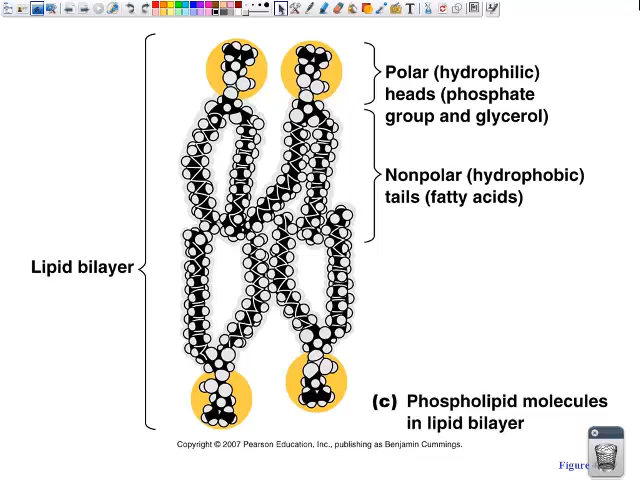 Polar (hydrophilic)
heads (phosphate
group and glycerol)
Nonpolar (hydrophobic)
tails (fatty acids)
Lipid bilayer
(c) Phospholipid molecules
in lipid bilayer
Copyright © 2007 Pearson Education, Inc., publishing as Benjamin Cummings.
Figure